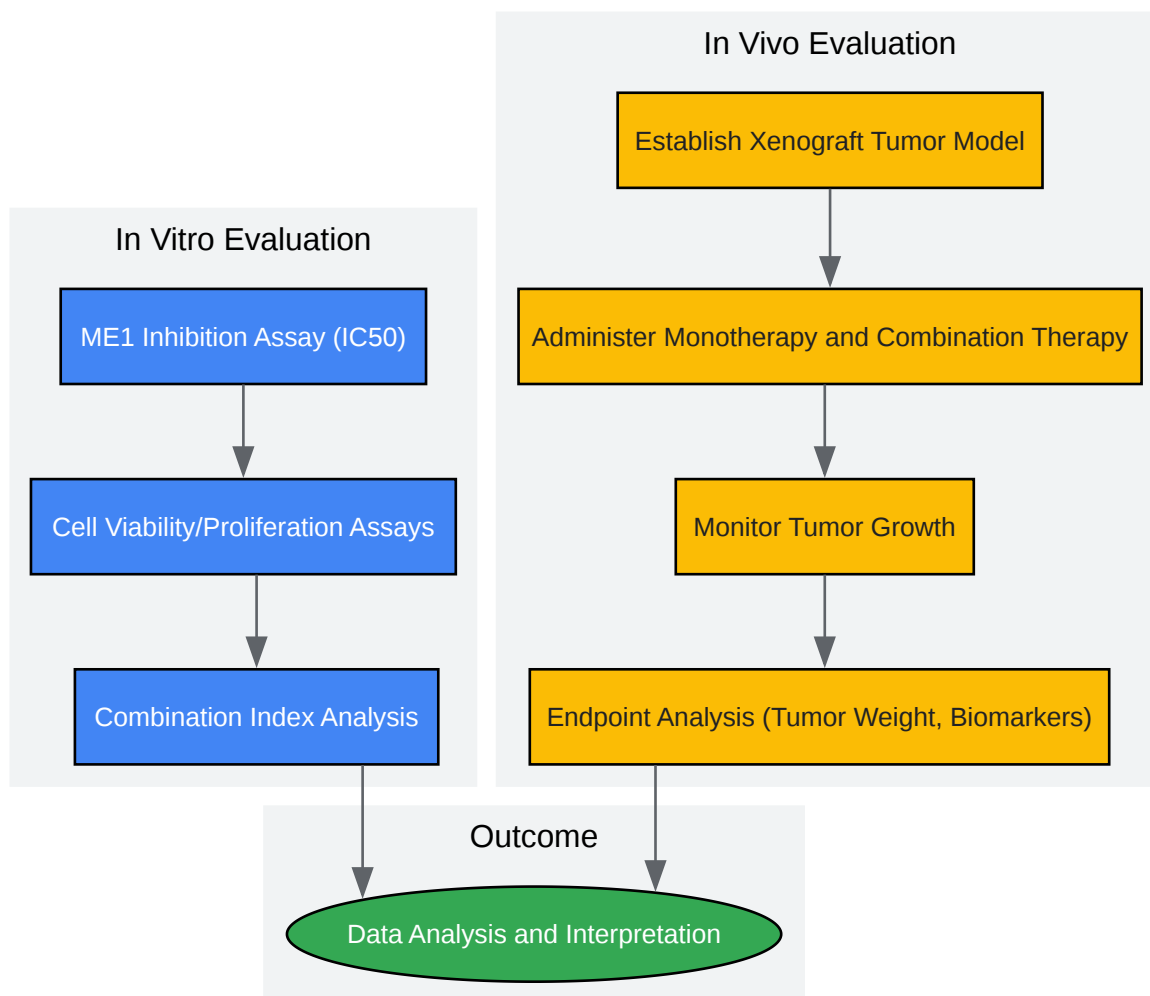 In Vitro Evaluation
ME1 Inhibition Assay (IC50)
Cell Viability/Proliferation Assays
Combination Index Analysis
In Vivo Evaluation
Establish Xenograft Tumor Model
Administer Monotherapy and Combination Therapy
Monitor Tumor Growth
Endpoint Analysis (Tumor Weight, Biomarkers)
Outcome
Data Analysis and Interpretation